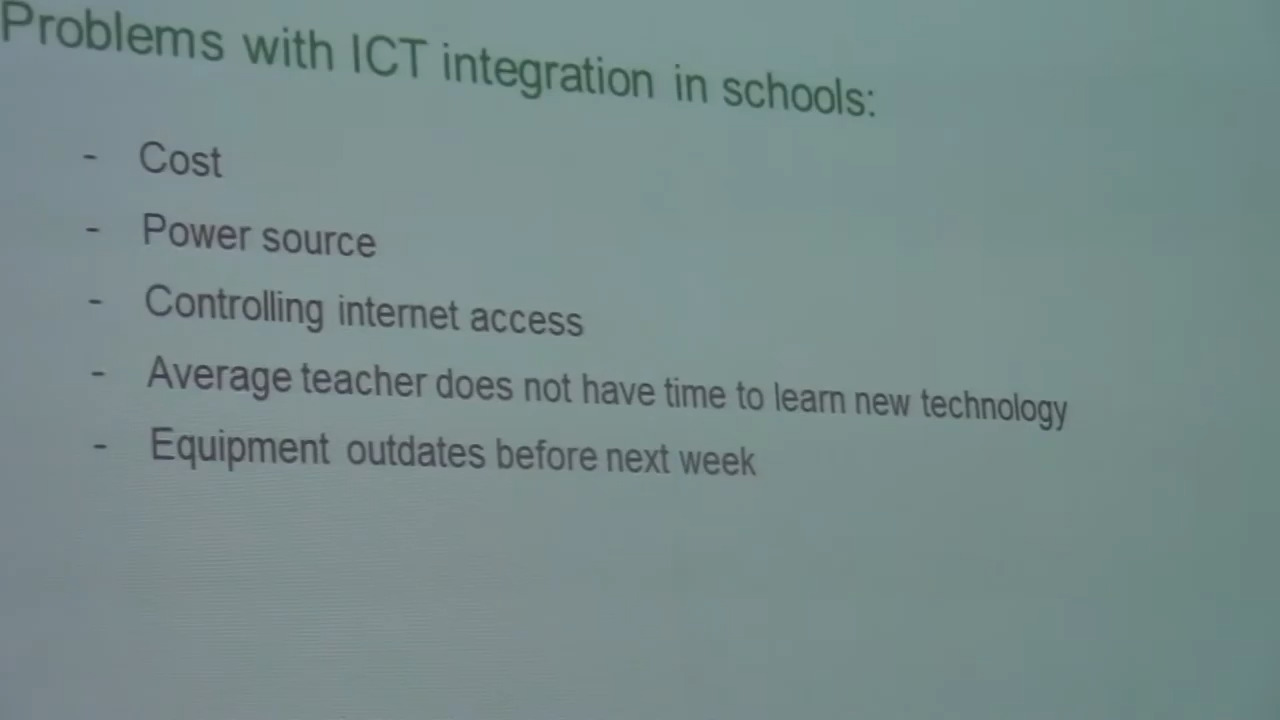 Problems with ICT integration in schools:
- Cost
- Power source
- Controlling internet access
- Average teacher does not have time to learn new technology
- Equipment outdates before next week